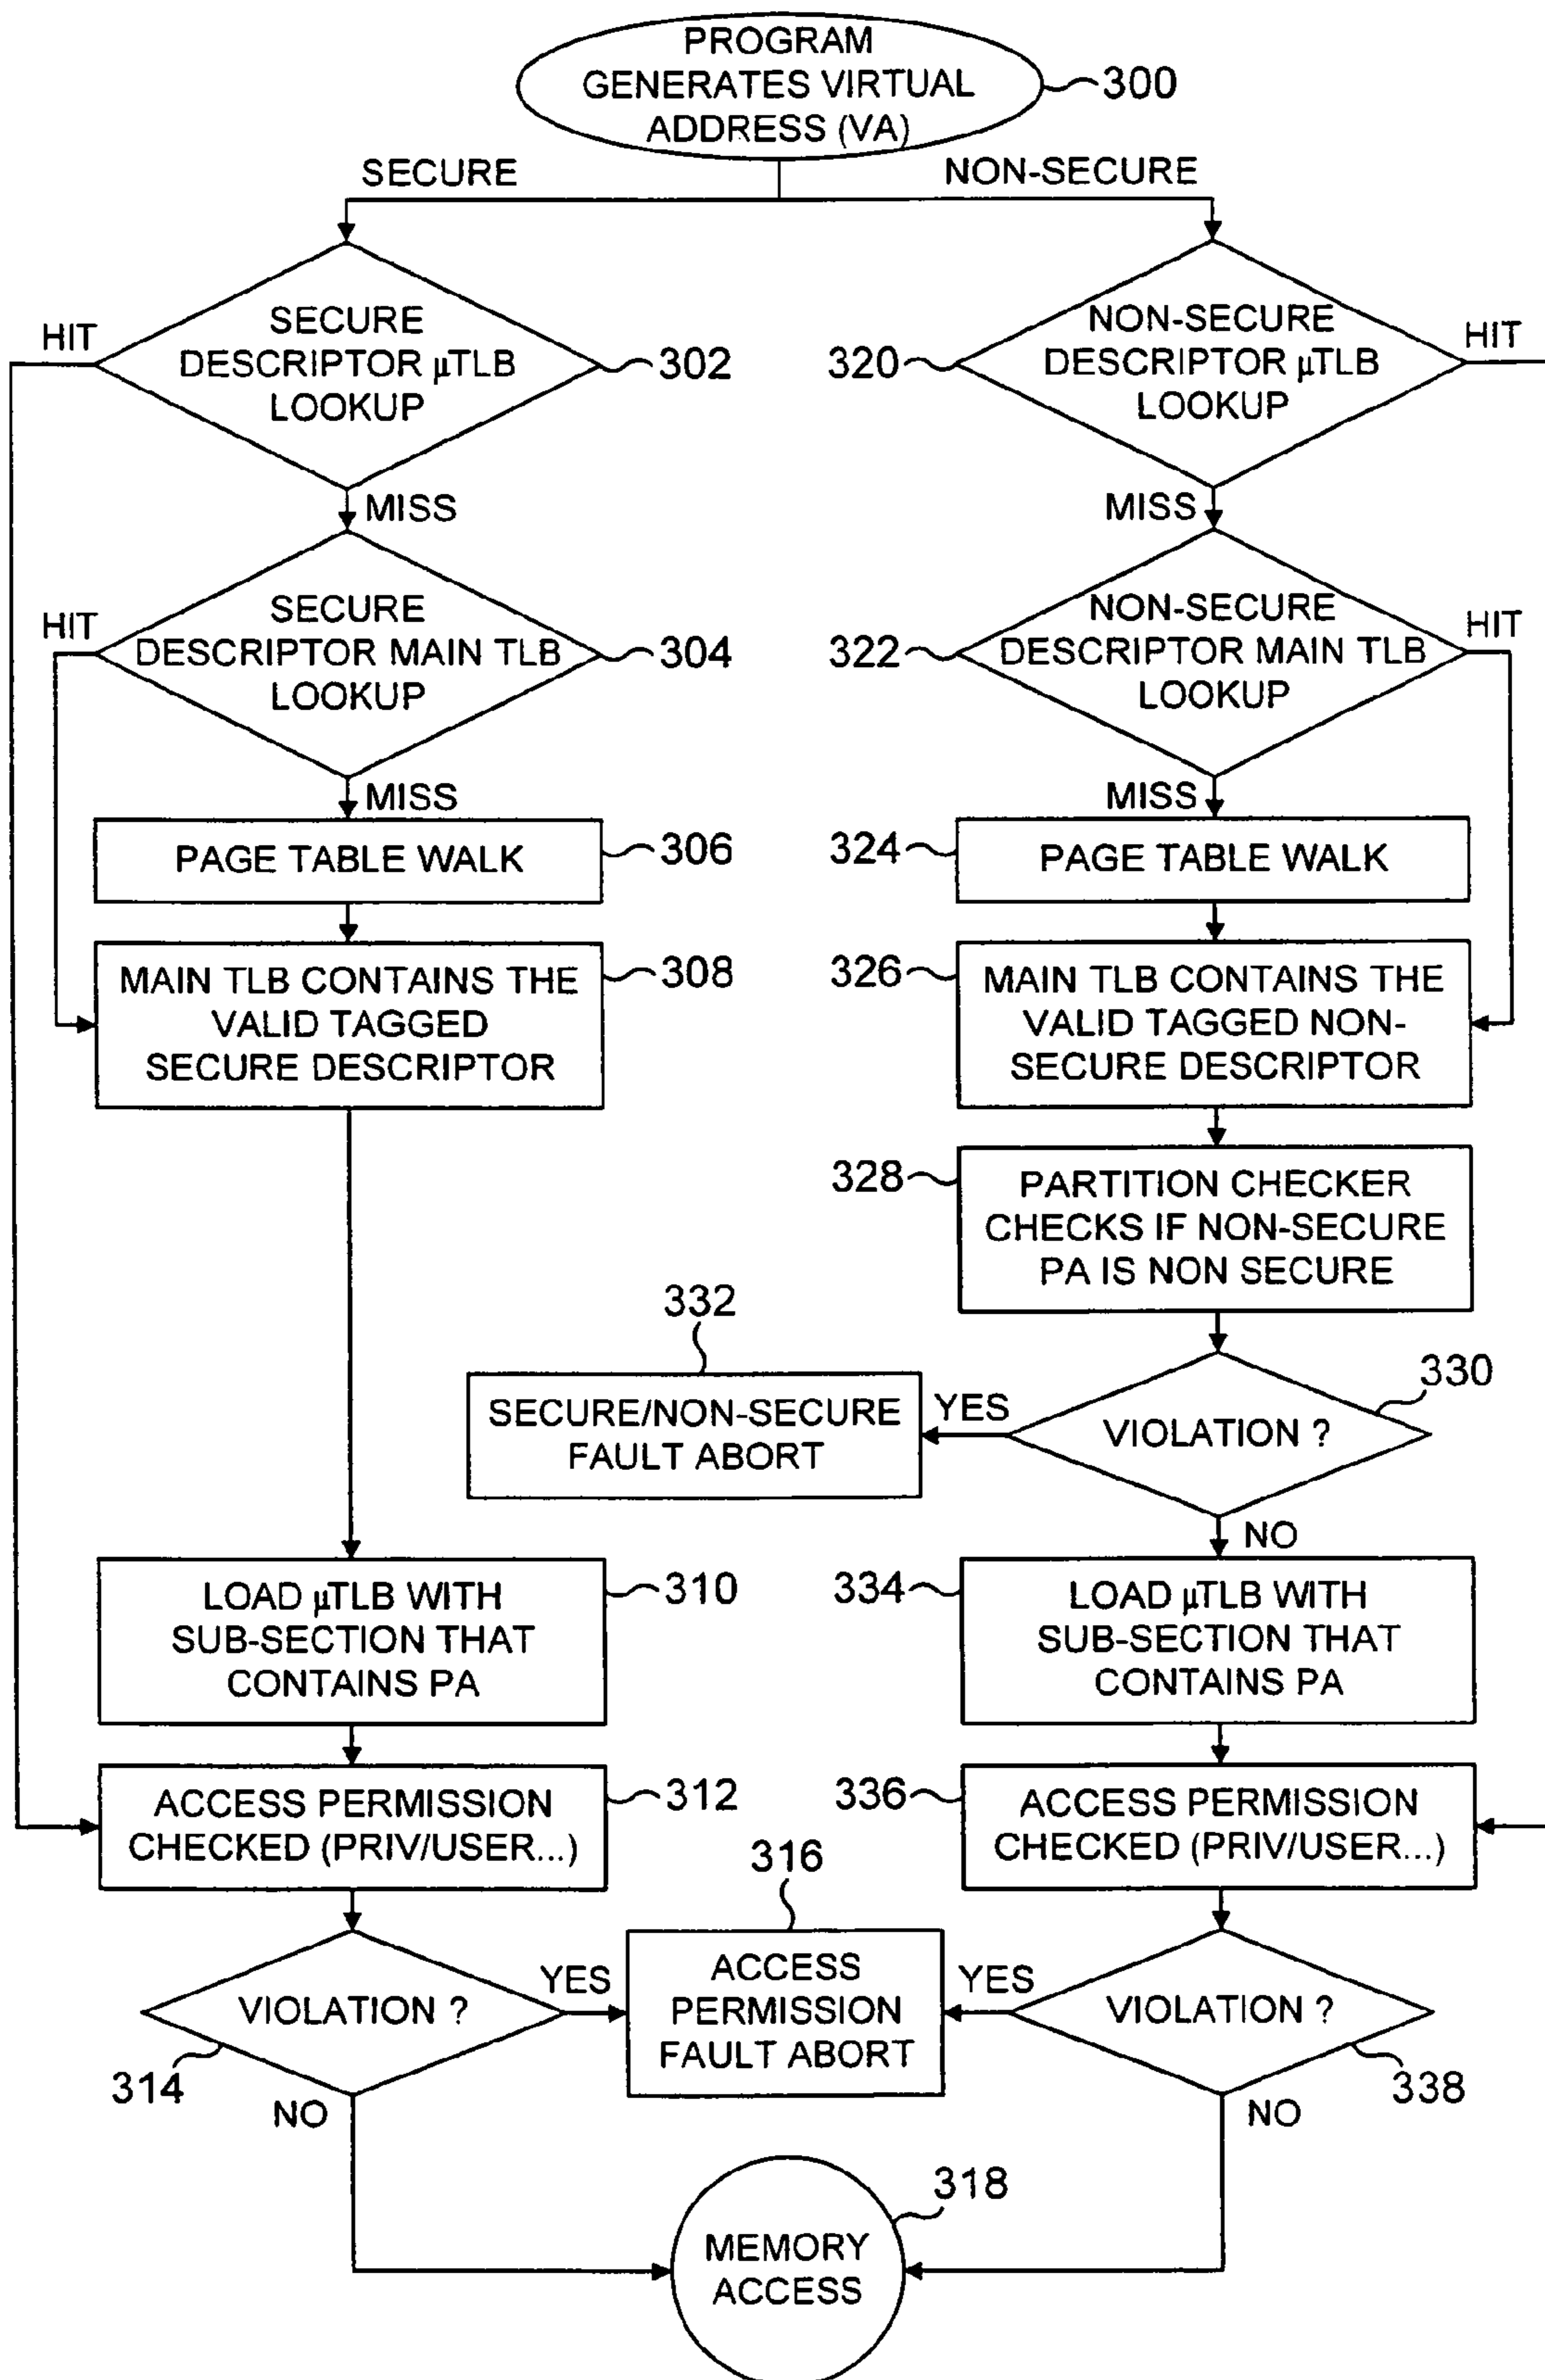 PROGRAM
GENERATES VIRTUAL
ADDRESS (VA)
300
SECURE
NON-SECURE
HIT
SECURE
DESCRIPTOR µTLB
LOOKUP
302
320
NON-SECURE
DESCRIPTOR µTLB
LOOKUP
HIT
MISS
MISS
HIT
SECURE
DESCRIPTOR MAIN TLB
LOOKUP
304
322
NON-SECURE
DESCRIPTOR MAIN TLB
LOOKUP
HIT
MISS
MISS
PAGE TABLE WALK
306
324
PAGE TABLE WALK
MAIN TLB CONTAINS THE
VALID TAGGED
SECURE DESCRIPTOR
308
326
MAIN TLB CONTAINS THE
VALID TAGGED NON-
SECURE DESCRIPTOR
328
PARTITION CHECKER
CHECKS IF NON-SECURE
PA IS NON SECURE
332
SECURE/NON-SECURE
FAULT ABORT
YES
VIOLATION ?
330
NO
LOAD µTLB WITH
SUB-SECTION THAT
CONTAINS PA
310
334
LOAD µTLB WITH
SUB-SECTION THAT
CONTAINS PA
ACCESS PERMISSION
CHECKED (PRIV/USER...)
312
336
ACCESS PERMISSION
CHECKED (PRIV/USER...)
316
VIOLATION ?
314
YES
ACCESS
PERMISSION
FAULT ABORT
YES
VIOLATION ?
338
NO
NO
318
MEMORY
ACCESS